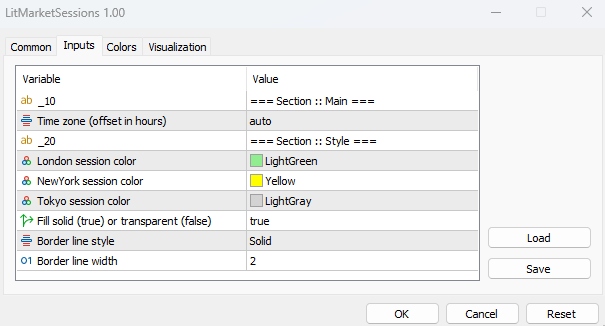 LitMarketSessions 1.00
Common Inputs Colors Visualization
Variable Value
ab _10 === Section :: Main ===
Time zone (offset in hours) auto
ab _20 === Section :: Style ===
London session color LightGreen
NewYork session color Yellow
Tokyo session color LightGray
Fill solid (true) or transparent (false) true
Border line style Solid
01 Border line width 2
Load
Save
OK Cancel Reset